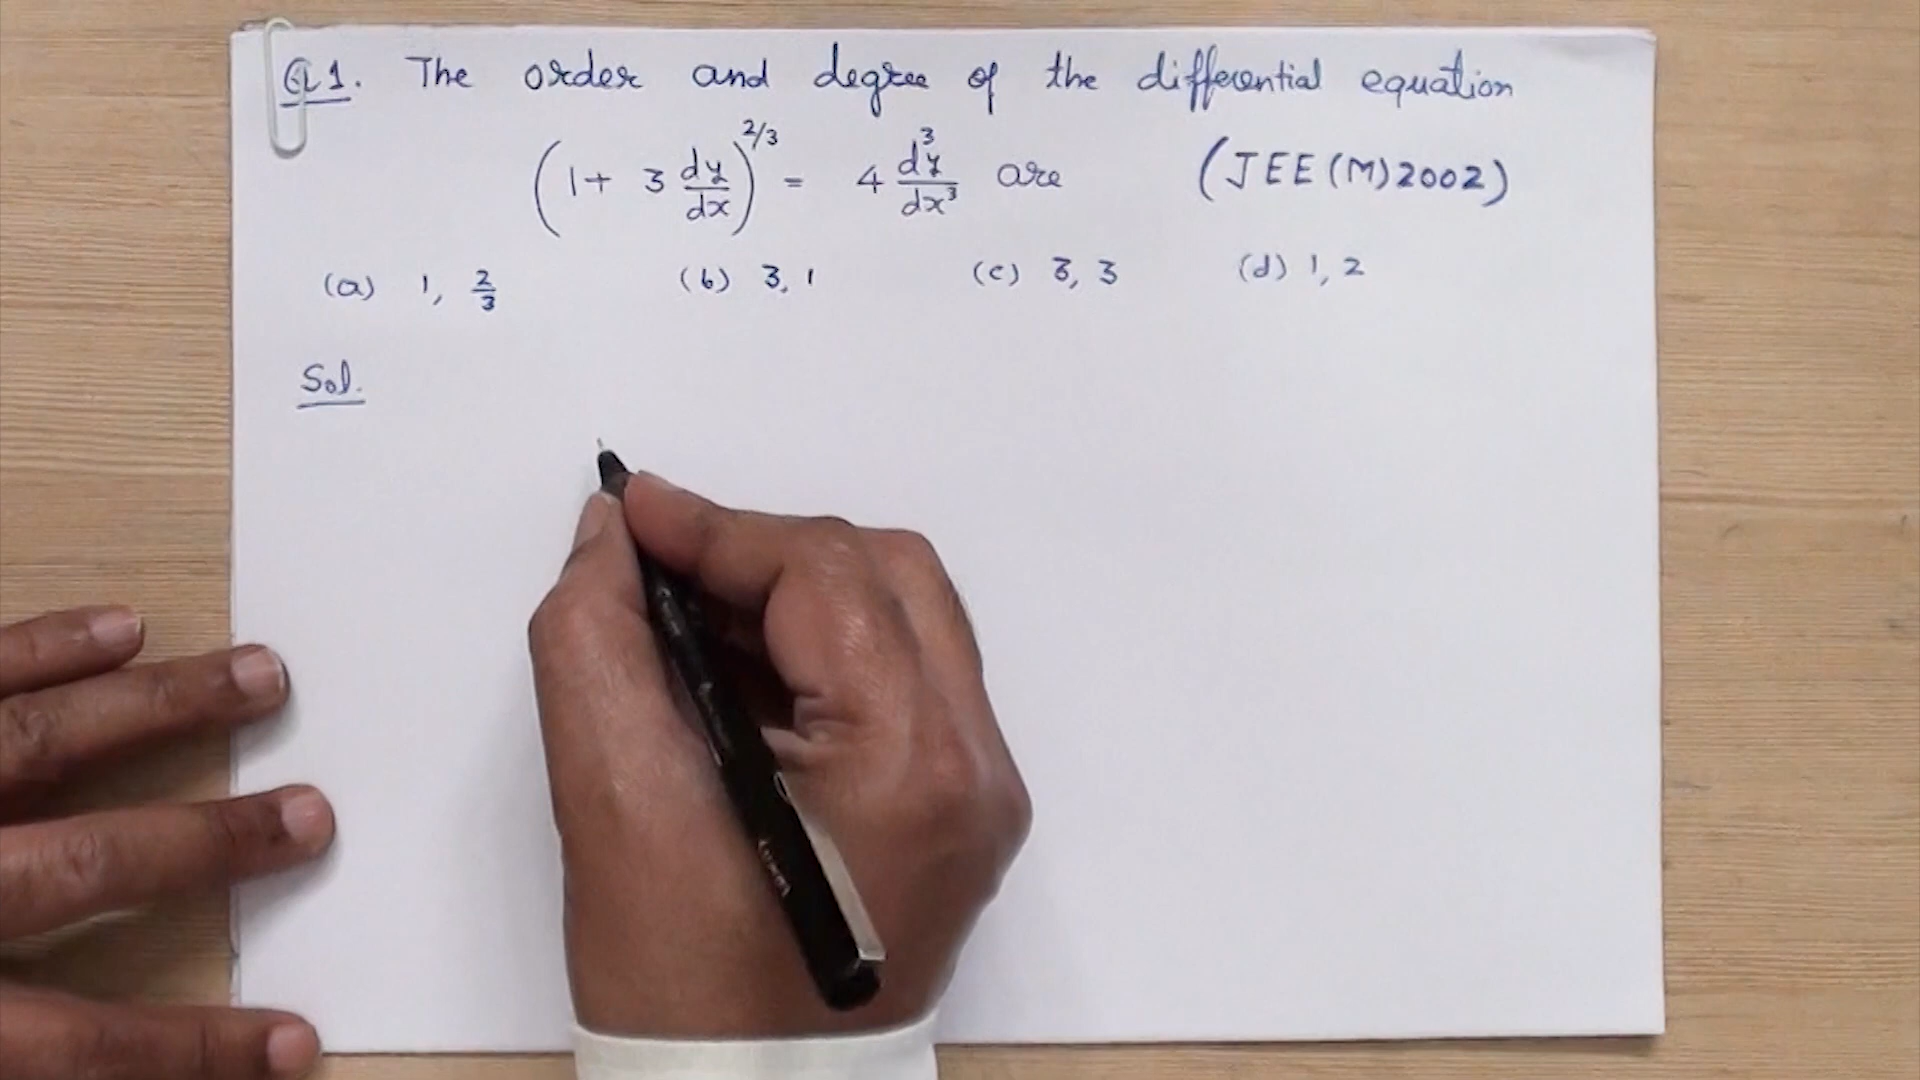 Q1. The order and degree of the differential equation
(1+ 3 dy/dx)^2/3 = 4 d³y/dx³ are (JEE(M)2002)
(a) 1, 2/3 (b) 3, 1 (c) 3, 3 (d) 1, 2
Sol.